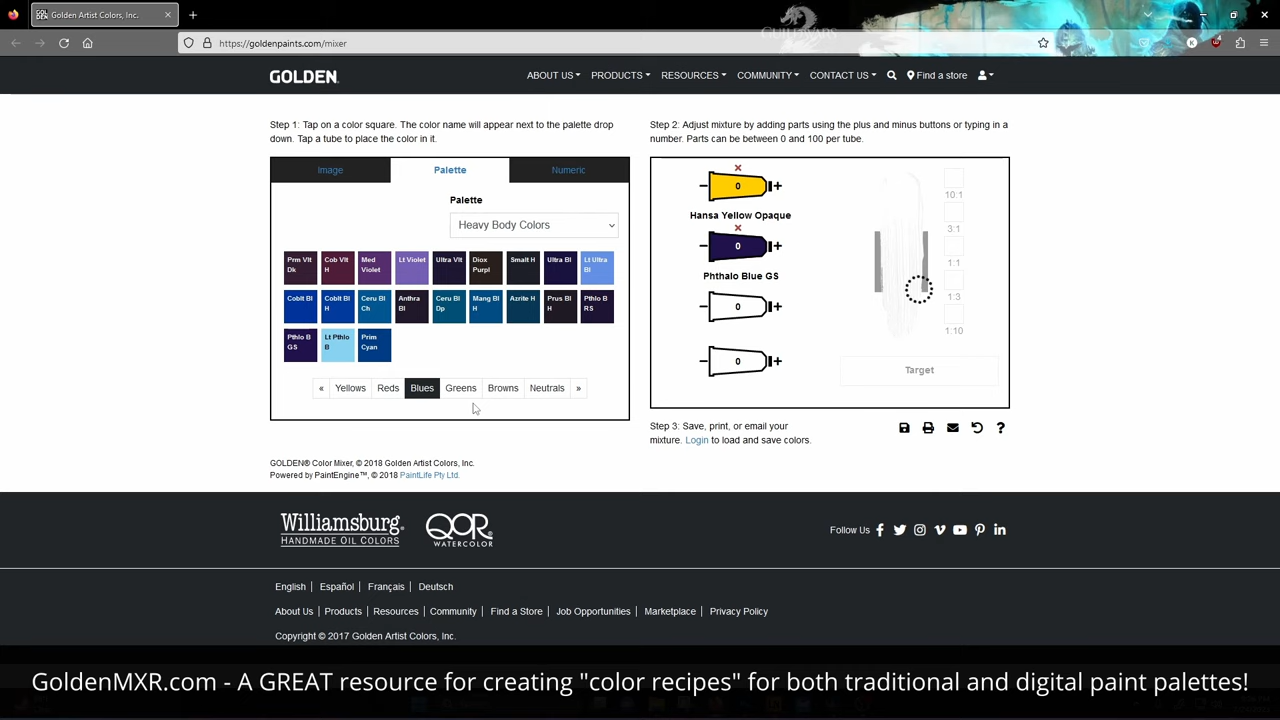 Golden Artist Colors, Inc.
GUILDWARS
https://goldenpaints.com/mixer
GOLDEN
ABOUT US
PRODUCTS
RESOURCES
COMMUNITY
CONTACT US
Find a store
Step 1: Tap on a color square. The color name will appear next to the palette drop
down. Tap a tube to place the color in it.
Image
Palette
Numeric
Palette
Heavy Body Colors
Prm Vlt Dk
Cob Vlt H
Med Violet
Lt Violet
Ultra Vlt
Diox Purpl
Smalt H
Ultra Bl
Lt Ultra Bl
Coblt Bl
Coblt Bl H
Ceru Bl Ch
Anthra Bl
Ceru Bl Dp
Mang Bl H
Azrite H
Prus Bl H
Pthlo B RS
Pthlo B GS
Lt Pthlo B
Prim Cyan
« Yellows Reds Blues Greens Browns Neutrals »
Step 2: Adjust mixture by adding parts using the plus and minus buttons or typing in a
number. Parts can be between 0 and 100 per tube.
0
Hansa Yellow Opaque
0
Phthalo Blue GS
0
0
10:1
3:1
1:1
1:3
1:10
Target
Step 3: Save, print, or email your
mixture. Login to load and save colors.
GOLDEN® Color Mixer, © 2018 Golden Artist Colors, Inc.
Powered by PaintEngine™, © 2018 PaintLife Pty Ltd.
Williamsburg
HANDMADE OIL COLORS
QOR
WATERCOLOR
Follow Us
English | Español | Français | Deutsch
About Us | Products | Resources | Community | Find a Store | Job Opportunities | Marketplace | Privacy Policy
Copyright © 2017 Golden Artist Colors, Inc.
GoldenMXR.com - A GREAT resource for creating "color recipes" for both traditional and digital paint palettes!